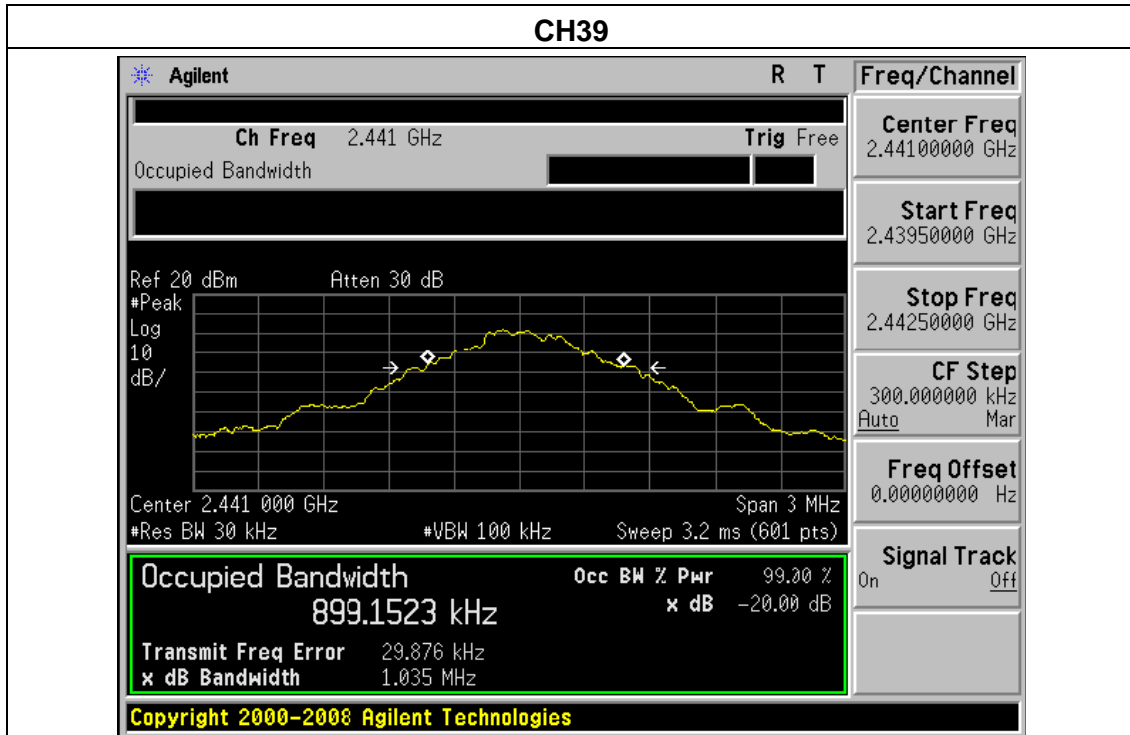 CH39
Agilent R T
Ch Freq 2.441 GHz Trig Free
Occupied Bandwidth
Ref 20 dBm Atten 30 dB
#Peak
Log
10
dB/
Center 2.441 000 GHz Span 3 MHz
#Res BW 30 kHz #VBW 100 kHz Sweep 3.2 ms (601 pts)
Occupied Bandwidth Occ BW % Pwr 99.00 %
899.1523 kHz x dB -20.00 dB
Transmit Freq Error 29.876 kHz
x dB Bandwidth 1.035 MHz
Copyright 2000-2008 Agilent Technologies
Freq/Channel
Center Freq
2.44100000 GHz
Start Freq
2.43950000 GHz
Stop Freq
2.44250000 GHz
CF Step
300.000000 kHz
Auto Mar
Freq Offset
0.00000000 Hz
Signal Track
On Off